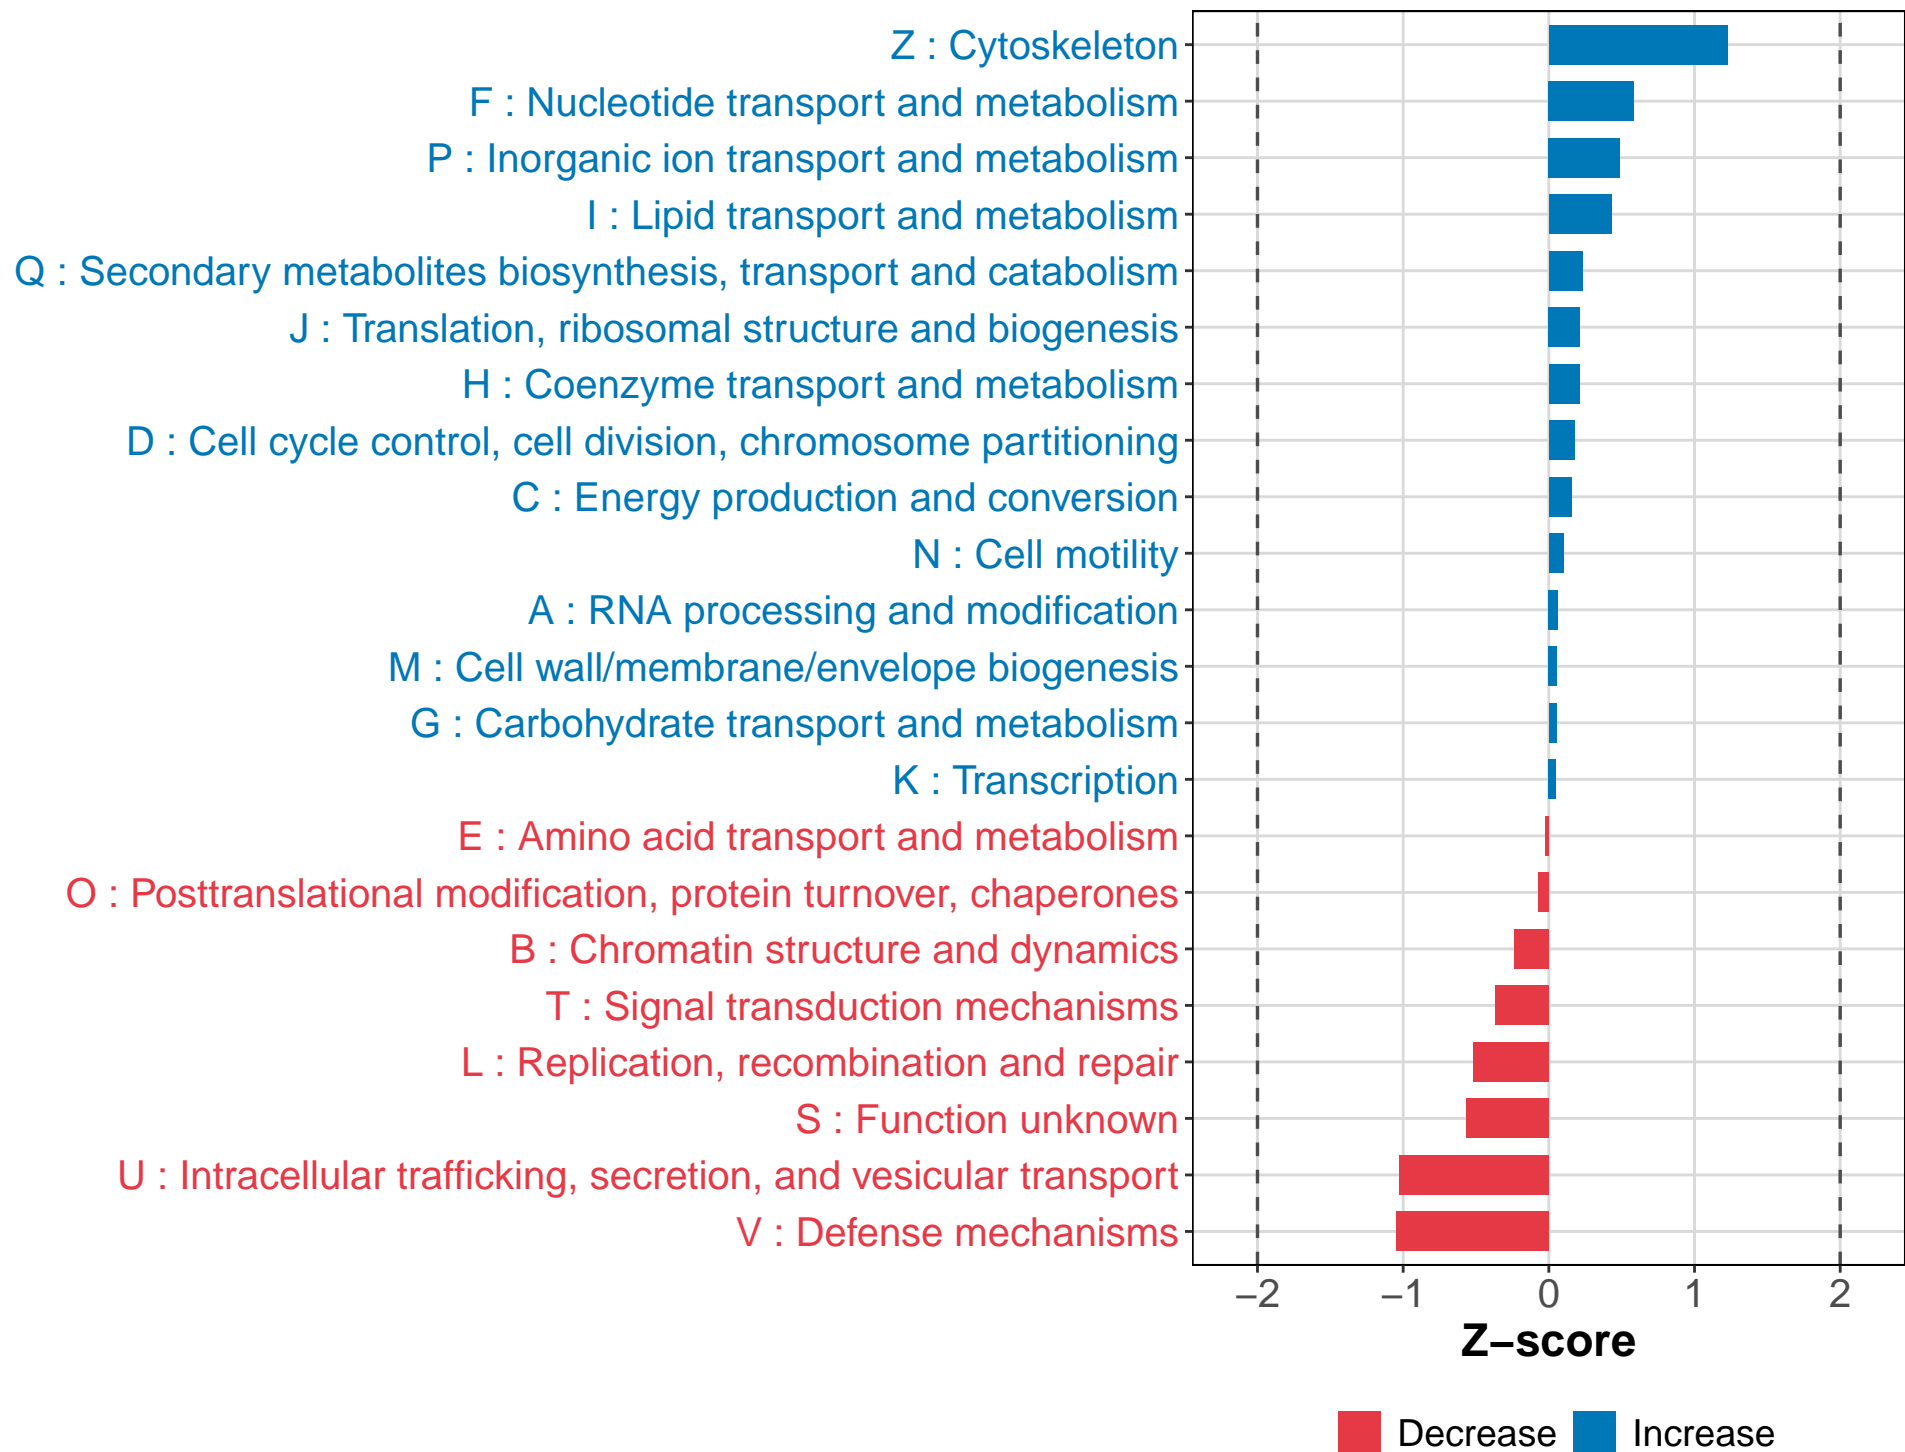 Z : Cytoskeleton
F : Nucleotide transport and metabolism
P : Inorganic ion transport and metabolism
I : Lipid transport and metabolism
Q : Secondary metabolites biosynthesis, transport and catabolism
J : Translation, ribosomal structure and biogenesis
H : Coenzyme transport and metabolism
D : Cell cycle control, cell division, chromosome partitioning
C : Energy production and conversion
N : Cell motility
A : RNA processing and modification
M : Cell wall/membrane/envelope biogenesis
G : Carbohydrate transport and metabolism
K : Transcription
E : Amino acid transport and metabolism
O : Posttranslational modification, protein turnover, chaperones
B : Chromatin structure and dynamics
T : Signal transduction mechanisms
L : Replication, recombination and repair
S : Function unknown
U : Intracellular trafficking, secretion, and vesicular transport
V : Defense mechanisms
−2 −1 0 1 2
Z−score
Decrease Increase